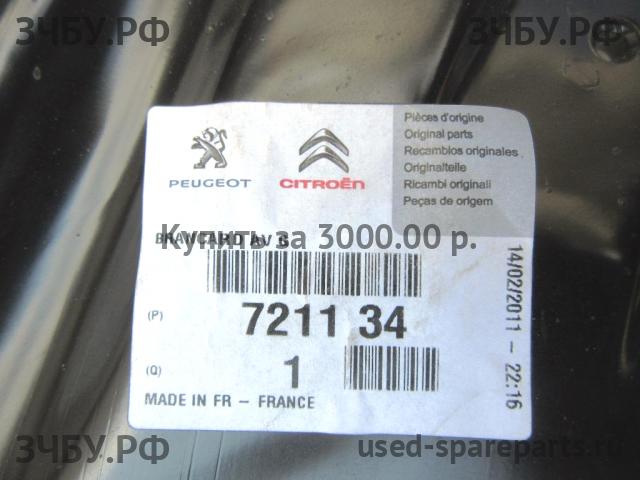 ЗЧБУ.РФ
ЗЧБУ.РФ
Pièces d'origine
Original parts
Recambios originales
Originalteile
Ricambi originali
Peças de origem
PEUGEOT
CITROËN
BRANCARD AV G
Купить за 3000.00 р.
(P)
7211 34
(Q)
1
MADE IN FR – FRANCE
14/02/2011 – 22:16
ЗЧБУ.РФ
used-spareparts.ru